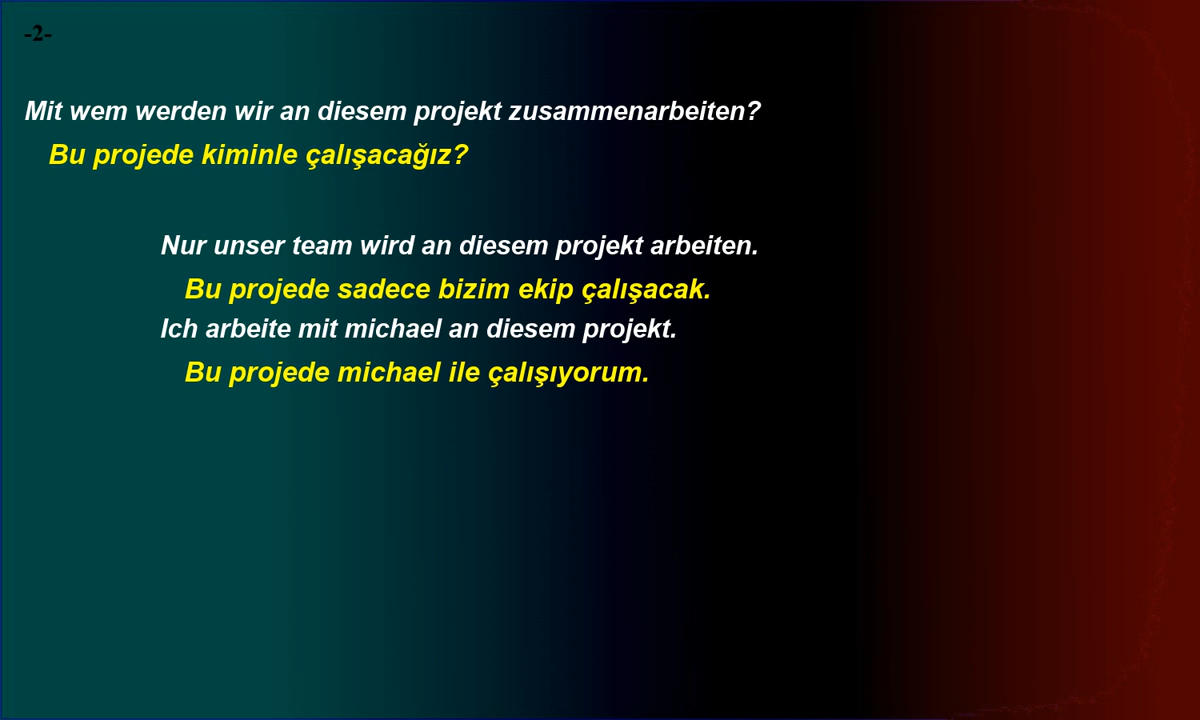 -2-
Mit wem werden wir an diesem projekt zusammenarbeiten?
Bu projede kiminle çalışacağız?
Nur unser team wird an diesem projekt arbeiten.
Bu projede sadece bizim ekip çalışacak.
Ich arbeite mit michael an diesem projekt.
Bu projede michael ile çalışıyorum.